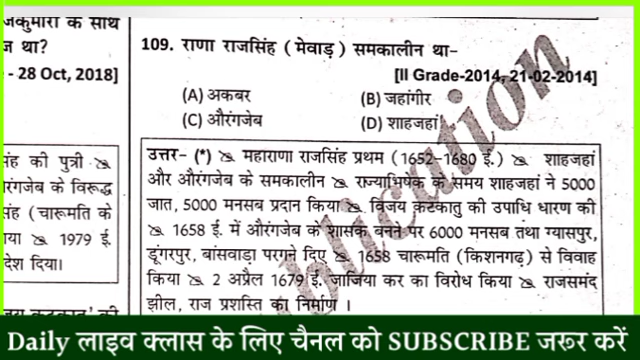 जकुमारी के साथ
ज था?
- 28 Oct, 2018]
109. राणा राजसिंह ( मेवाड़ ) समकालीन था-
[II Grade-2014, 21-02-2014]
(A) अकबर (B) जहांगीर
(C) औरंगजेब (D) शाहजहां
उत्तर- (*) ➢ महाराणा राजसिंह प्रथम (1652-1680 ई.) ➢ शाहजहां
और औरंगजेब के समकालीन ➢ राज्याभिषेक के समय शाहजहां ने 5000
जात, 5000 मनसब प्रदान किया ➢ विजय कटकातु की उपाधि धारण की
➢ 1658 ई. में औरंगजेब के शासक बनने पर 6000 मनसब तथा ग्यासपुर,
डूंगरपुर, बांसवाड़ा परगने दिए ➢ 1658 चारूमति (किशनगढ़) से विवाह
किया ➢ 2 अप्रैल 1679 ई. जाजिया कर का विरोध किया ➢ राजसमंद
झील, राज प्रशस्ति का निर्माण ।
संह की पुत्री ➢
रंगजेब के विरूद्ध
संह (चारूमति के
या ➢ 1979 ई.
देश दिया।
blication
Daily लाइव क्लास के लिए चैनल को SUBSCRIBE जरूर करें